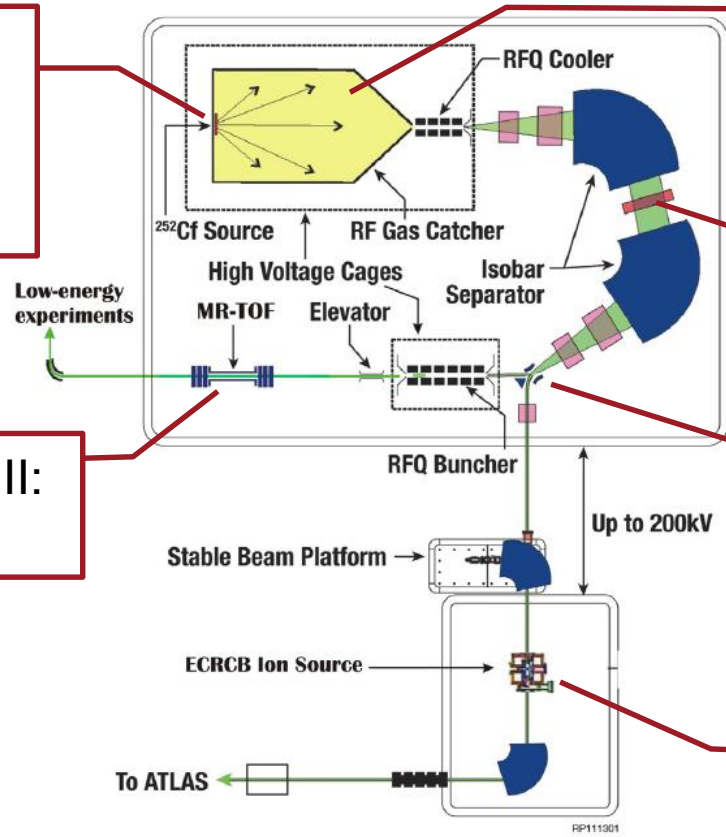 RFQ Cooler
²⁵²Cf Source
RF Gas Catcher
High Voltage Cages
Isobar
Separator
Low-energy
experiments
MR-TOF
Elevator
RFQ Buncher
II:
Up to 200kV
Stable Beam Platform
ECRCB Ion Source
To ATLAS
RP111301